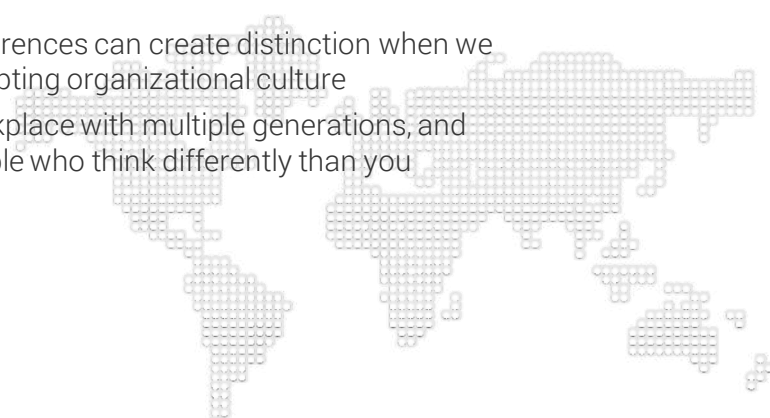 erences can create distinction when we
pting organizational culture
kplace with multiple generations, and
ple who think differently than you